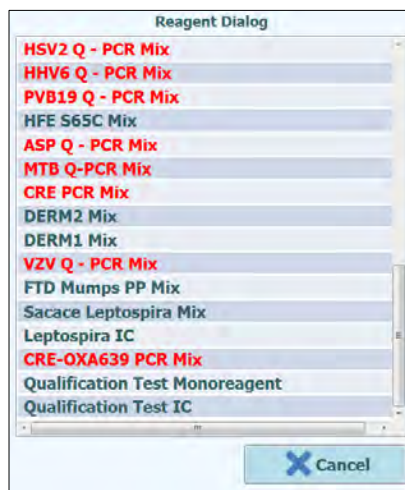 Reagent Dialog
HSV2 Q - PCR Mix
HHV6 Q - PCR Mix
PVB19 Q - PCR Mix
HFE S65C Mix
ASP Q - PCR Mix
MTB Q-PCR Mix
CRE PCR Mix
DERM2 Mix
DERM1 Mix
VZV Q - PCR Mix
FTD Mumps PP Mix
Sacace Leptospira Mix
Leptospira IC
CRE-OXA639 PCR Mix
Qualification Test Monoreagent
Qualification Test IC
Cancel